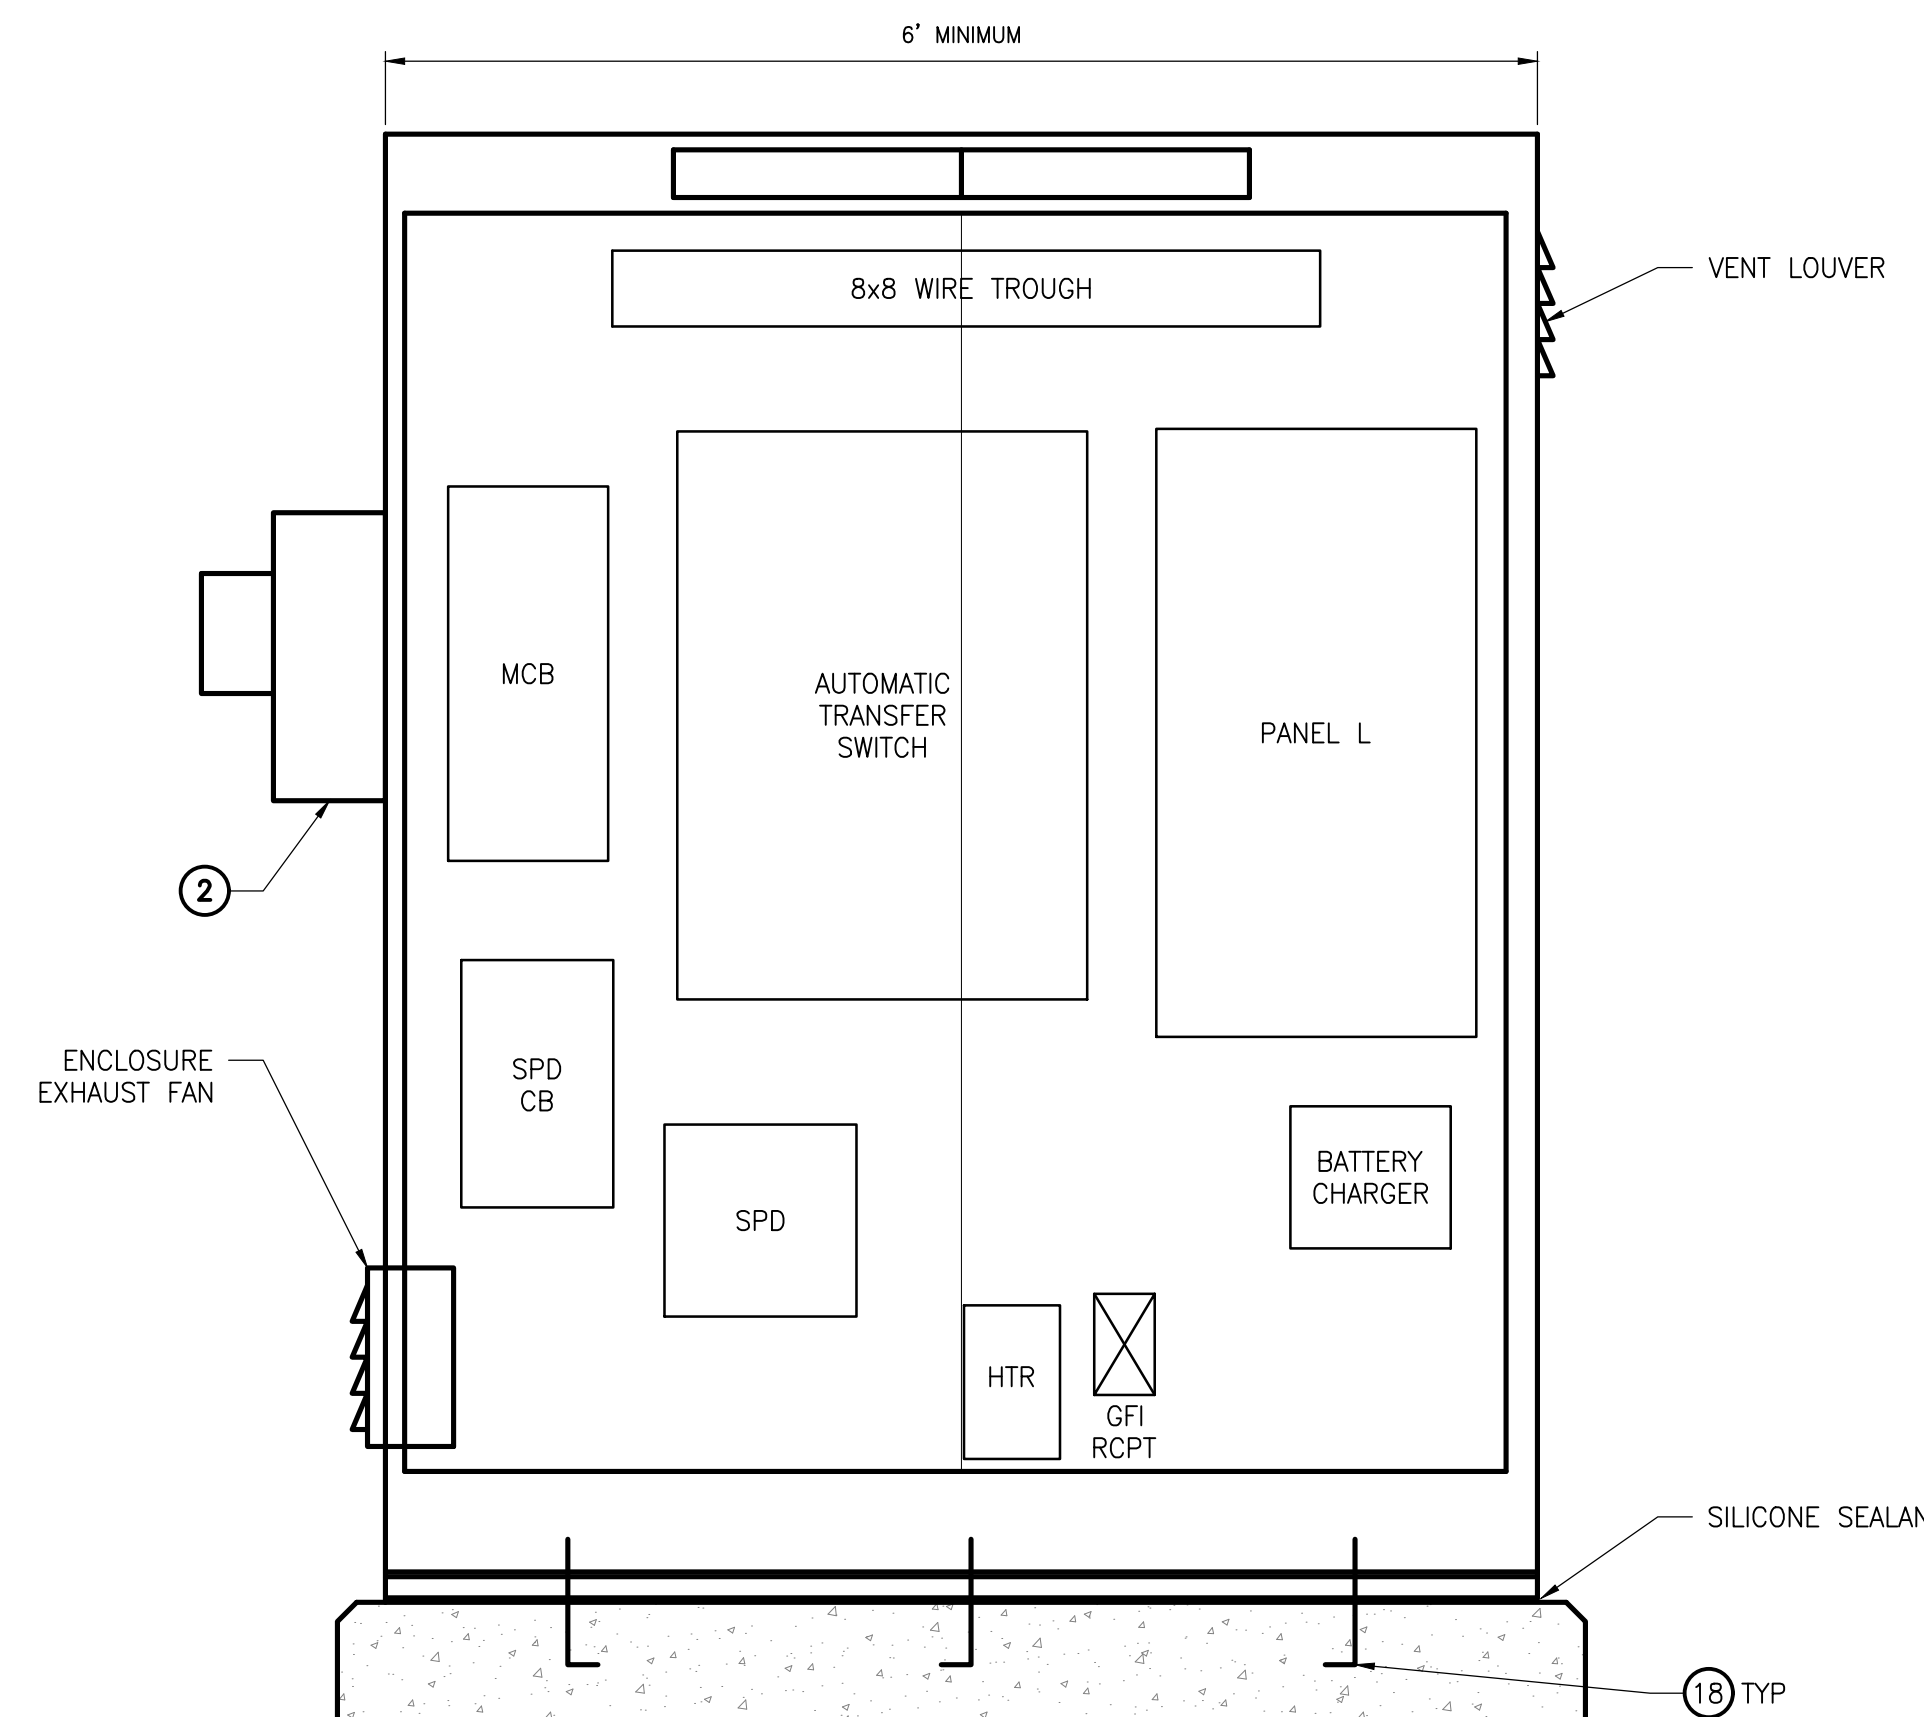 6' MINIMUM
8x8 WIRE TROUGH
VENT LOUVER
MCB
AUTOMATIC
TRANSFER
SWITCH
PANEL L
2
ENCLOSURE
EXHAUST FAN
SPD
CB
SPD
BATTERY
CHARGER
HTR
GFI
RCPT
SILICONE
18 TYP